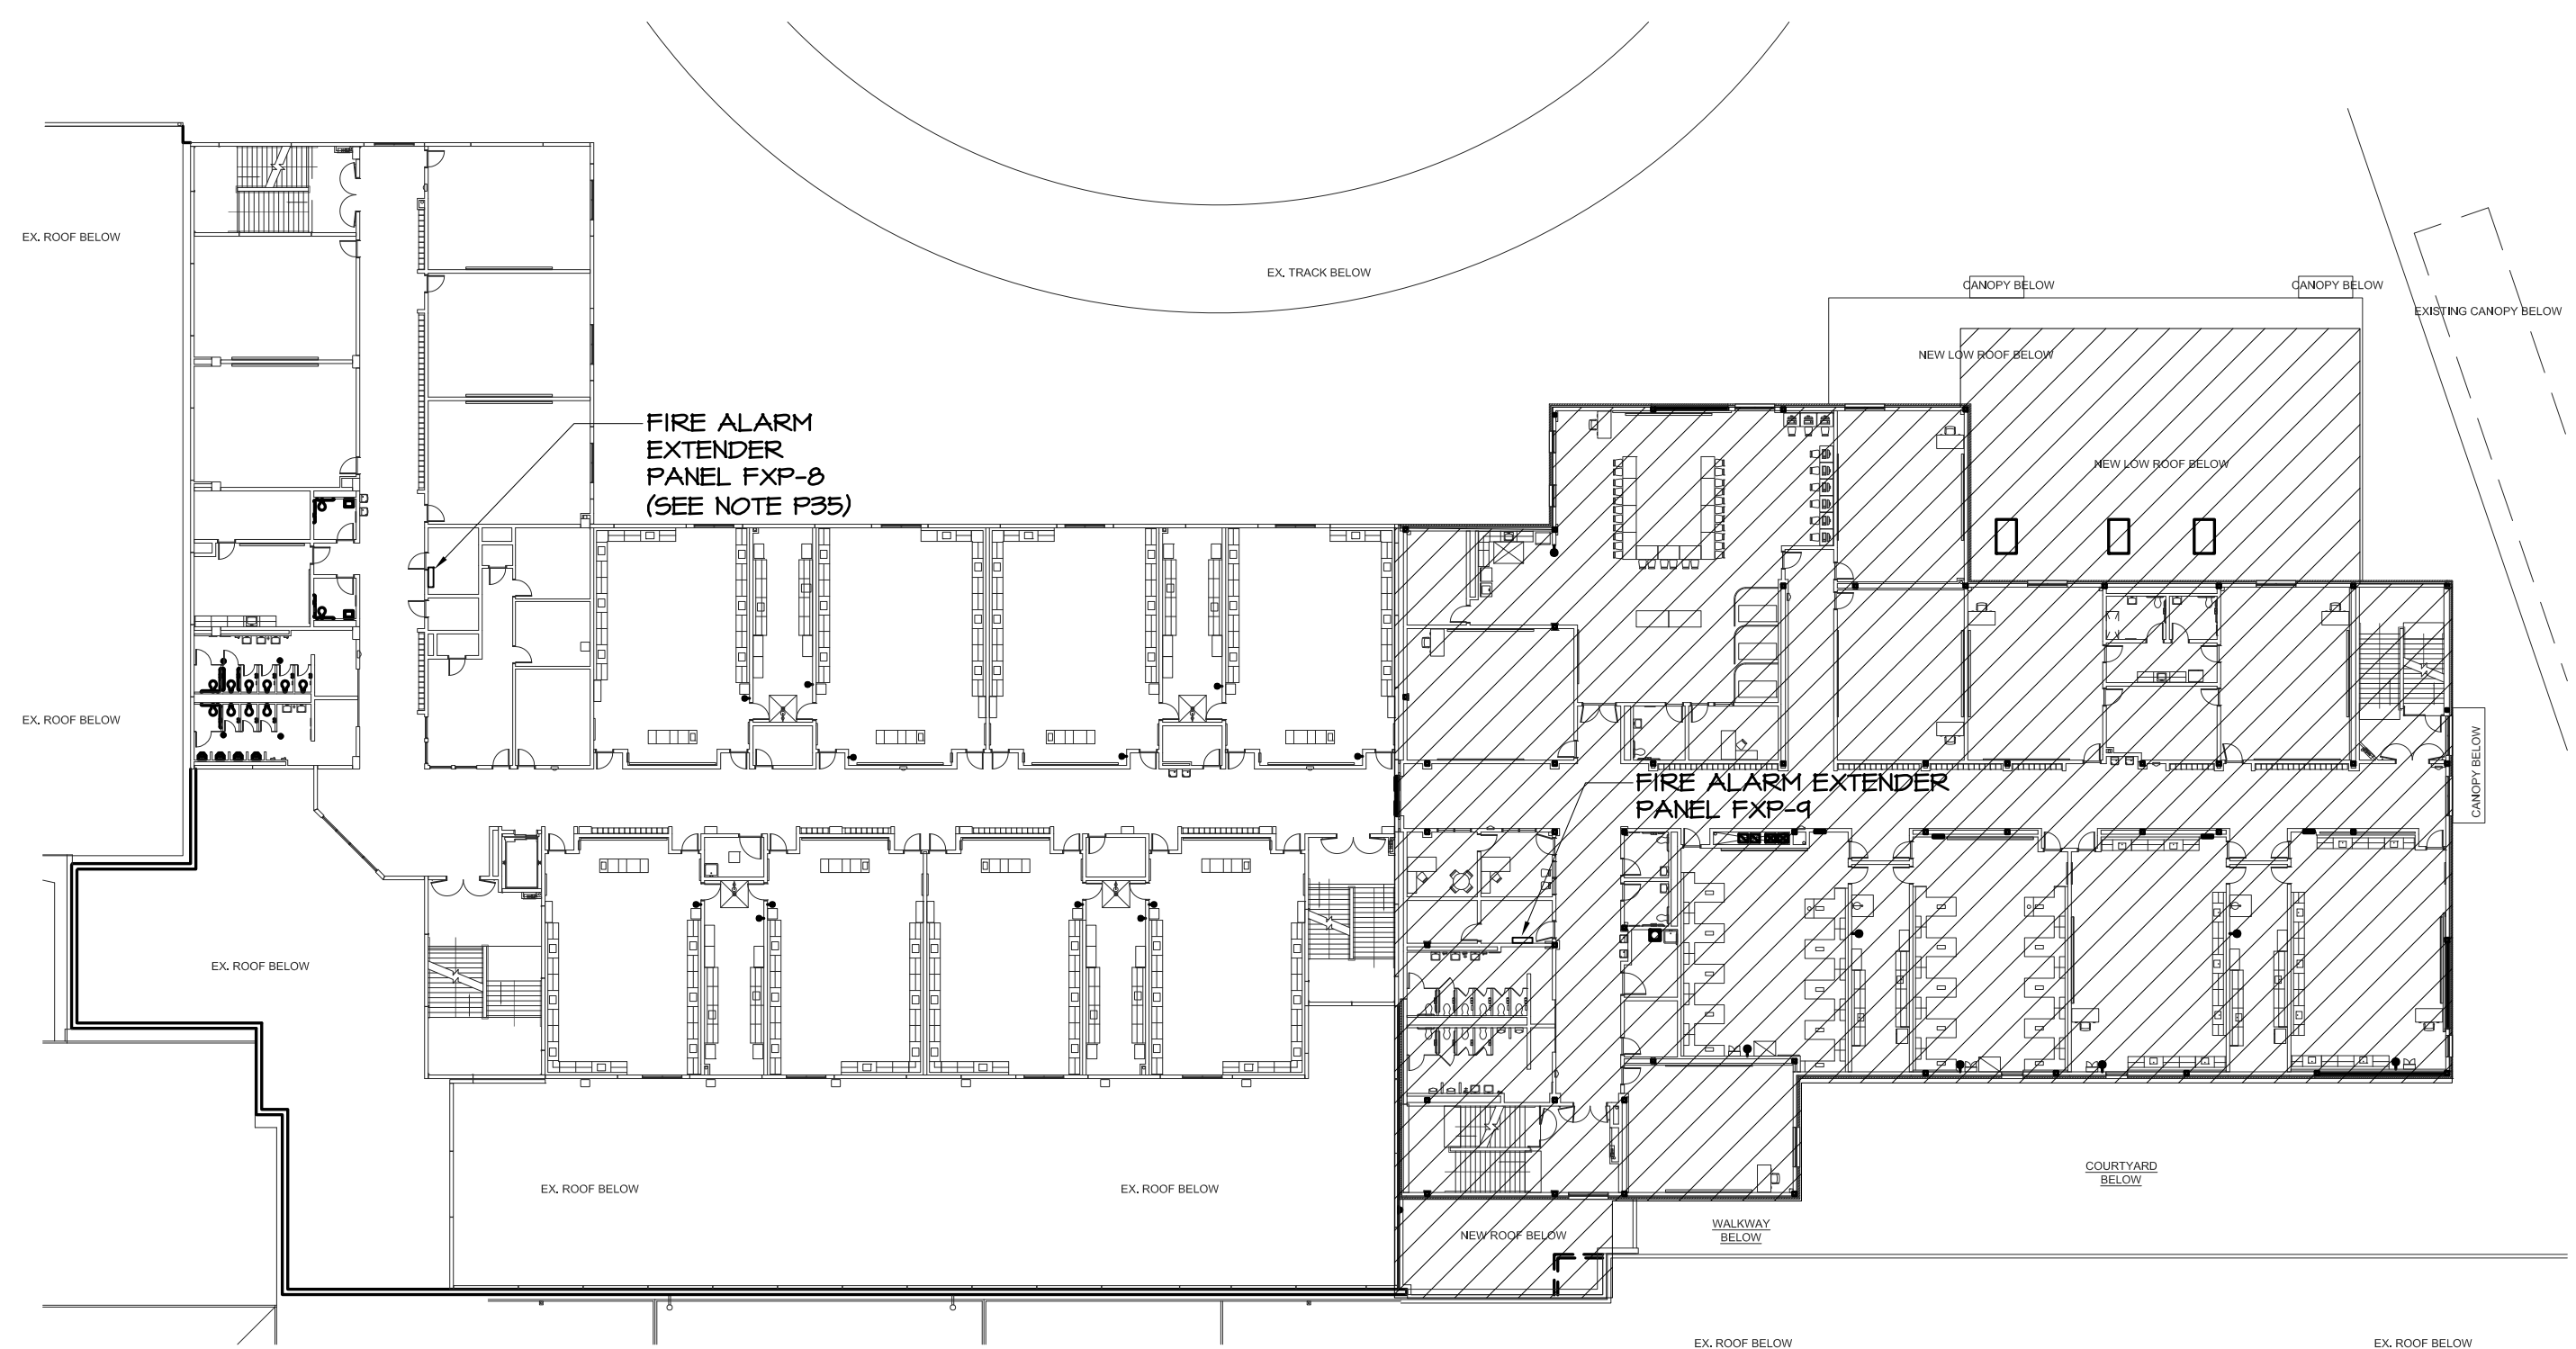 EX. ROOF BELOW
EX. TRACK BELOW
CANOPY BELOW
CANOPY BELOW
EXISTING CANOPY BELOW
NEW LOW ROOF BELOW
FIRE ALARM
EXTENDER
PANEL FXP-8
(SEE NOTE P35)
NEW LOW ROOF BELOW
EX. ROOF BELOW
CANOPY BELOW
FIRE ALARM EXTENDER
PANEL FXP-9
EX. ROOF BELOW
EX. ROOF BELOW
EX. ROOF BELOW
COURTYARD
BELOW
WALKWAY
BELOW
NEW ROOF BELOW
EX. ROOF BELOW
EX. ROOF BELOW